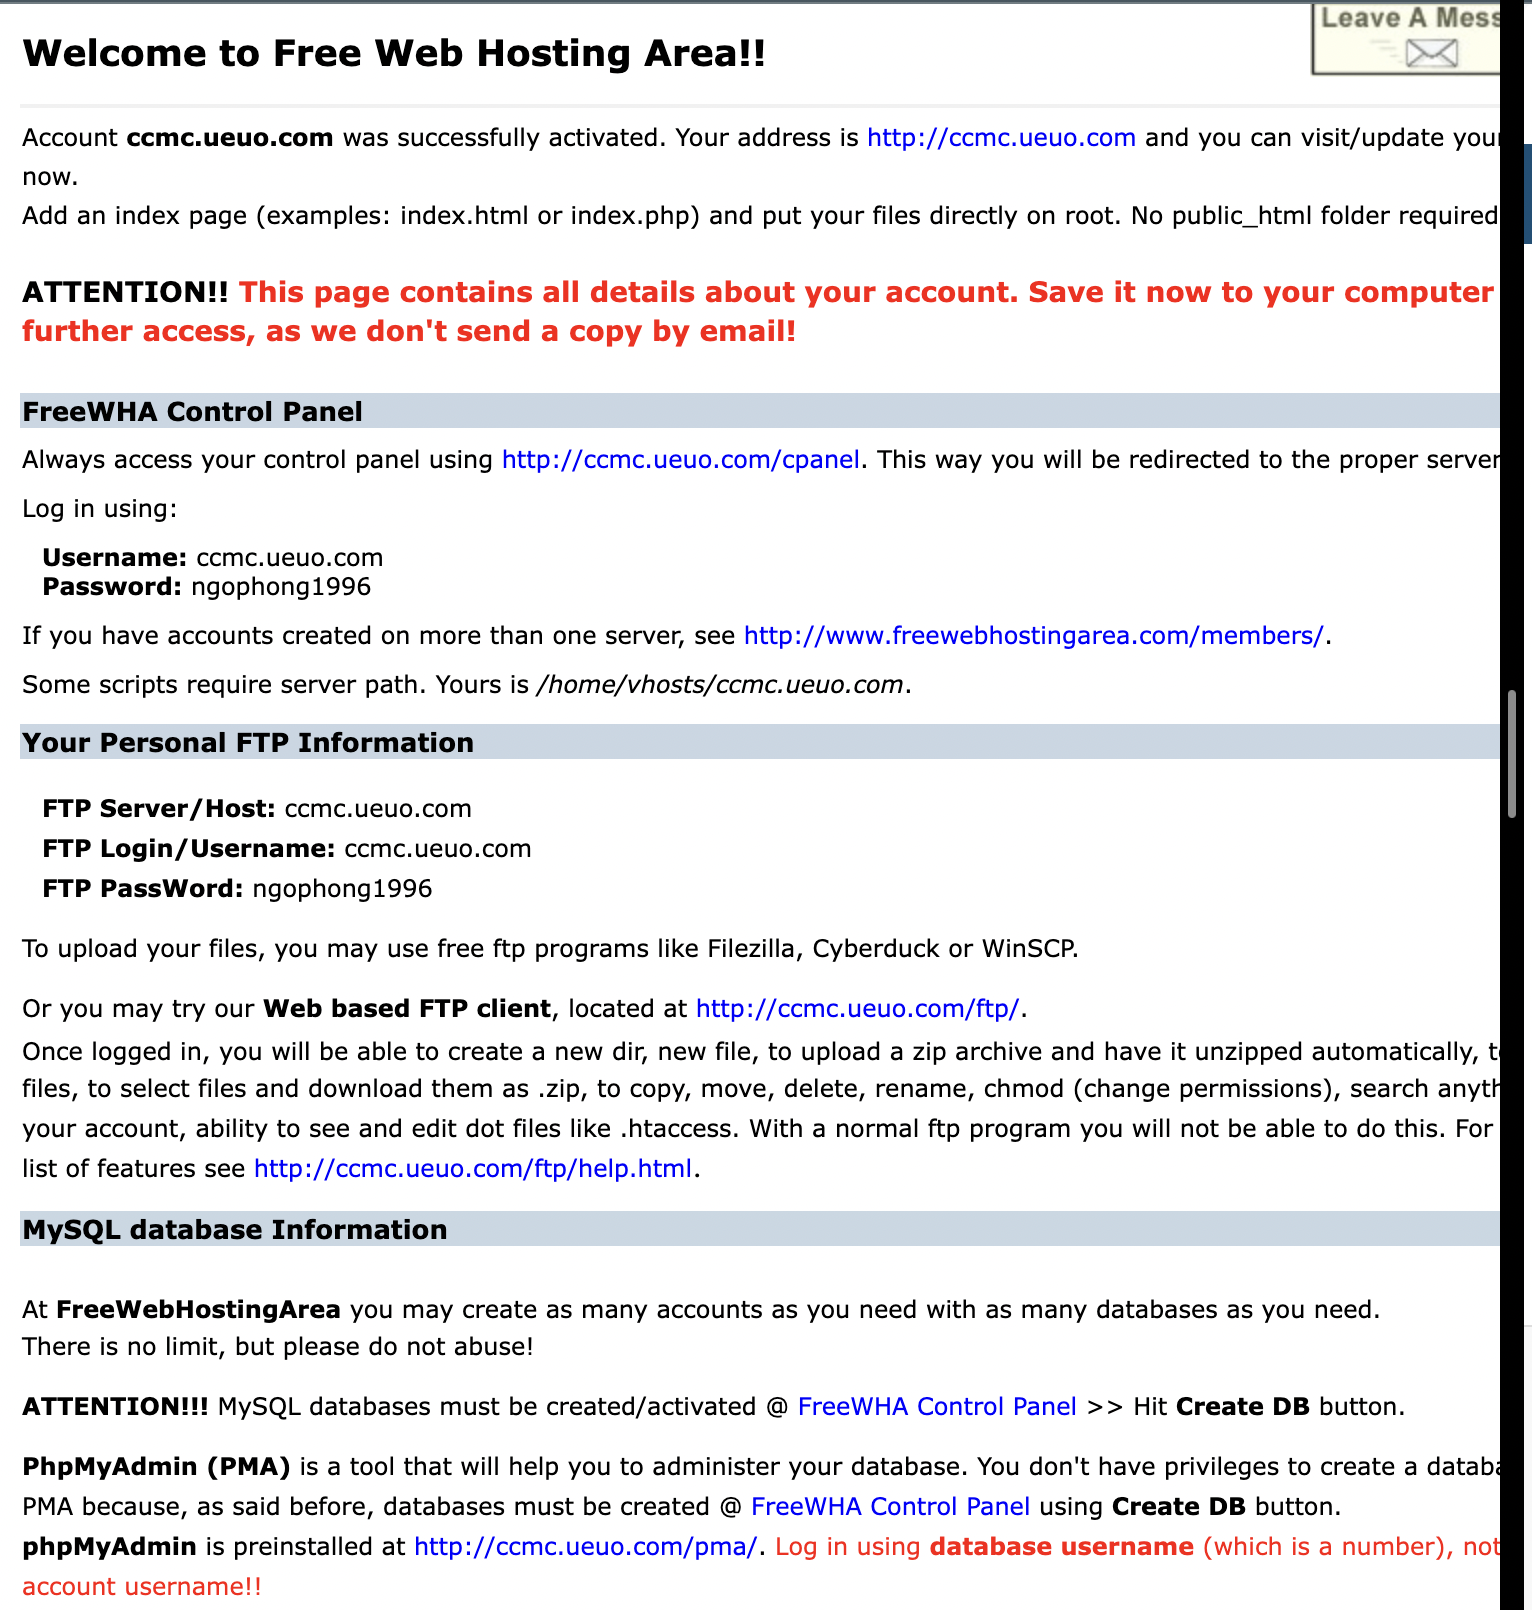 Leave A Mess
Welcome to Free Web Hosting Area!!
Account ccmc.ueuo.com was successfully activated. Your address is http://ccmc.ueuo.com and you can visit/update your
now.
Add an index page (examples: index.html or index.php) and put your files directly on root. No public_html folder required
ATTENTION!! This page contains all details about your account. Save it now to your computer
further access, as we don't send a copy by email!
FreeWHA Control Panel
Always access your control panel using http://ccmc.ueuo.com/cpanel. This way you will be redirected to the proper server
Log in using:
Username: ccmc.ueuo.com
Password: ngophong1996
If you have accounts created on more than one server, see http://www.freewebhostingarea.com/members/.
Some scripts require server path. Yours is /home/vhosts/ccmc.ueuo.com.
Your Personal FTP Information
FTP Server/Host: ccmc.ueuo.com
FTP Login/Username: ccmc.ueuo.com
FTP PassWord: ngophong1996
To upload your files, you may use free ftp programs like Filezilla, Cyberduck or WinSCP.
Or you may try our Web based FTP client, located at http://ccmc.ueuo.com/ftp/.
Once logged in, you will be able to create a new dir, new file, to upload a zip archive and have it unzipped automatically, to
files, to select files and download them as .zip, to copy, move, delete, rename, chmod (change permissions), search anyth
your account, ability to see and edit dot files like .htaccess. With a normal ftp program you will not be able to do this. For
list of features see http://ccmc.ueuo.com/ftp/help.html.
MySQL database Information
At FreeWebHostingArea you may create as many accounts as you need with as many databases as you need.
There is no limit, but please do not abuse!
ATTENTION!!! MySQL databases must be created/activated @ FreeWHA Control Panel >> Hit Create DB button.
PhpMyAdmin (PMA) is a tool that will help you to administer your database. You don't have privileges to create a databa
PMA because, as said before, databases must be created @ FreeWHA Control Panel using Create DB button.
phpMyAdmin is preinstalled at http://ccmc.ueuo.com/pma/. Log in using database username (which is a number), not
account username!!